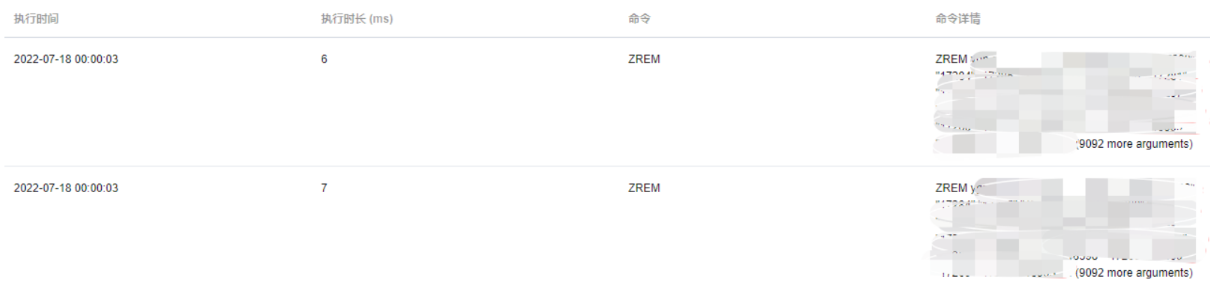 执行时间 执行时长 (ms) 命令 命令详情
2022-07-18 00:00:03 6 ZREM ZREM
(9092 more arguments)
2022-07-18 00:00:03 7 ZREM ZREM
(9092 more arguments)